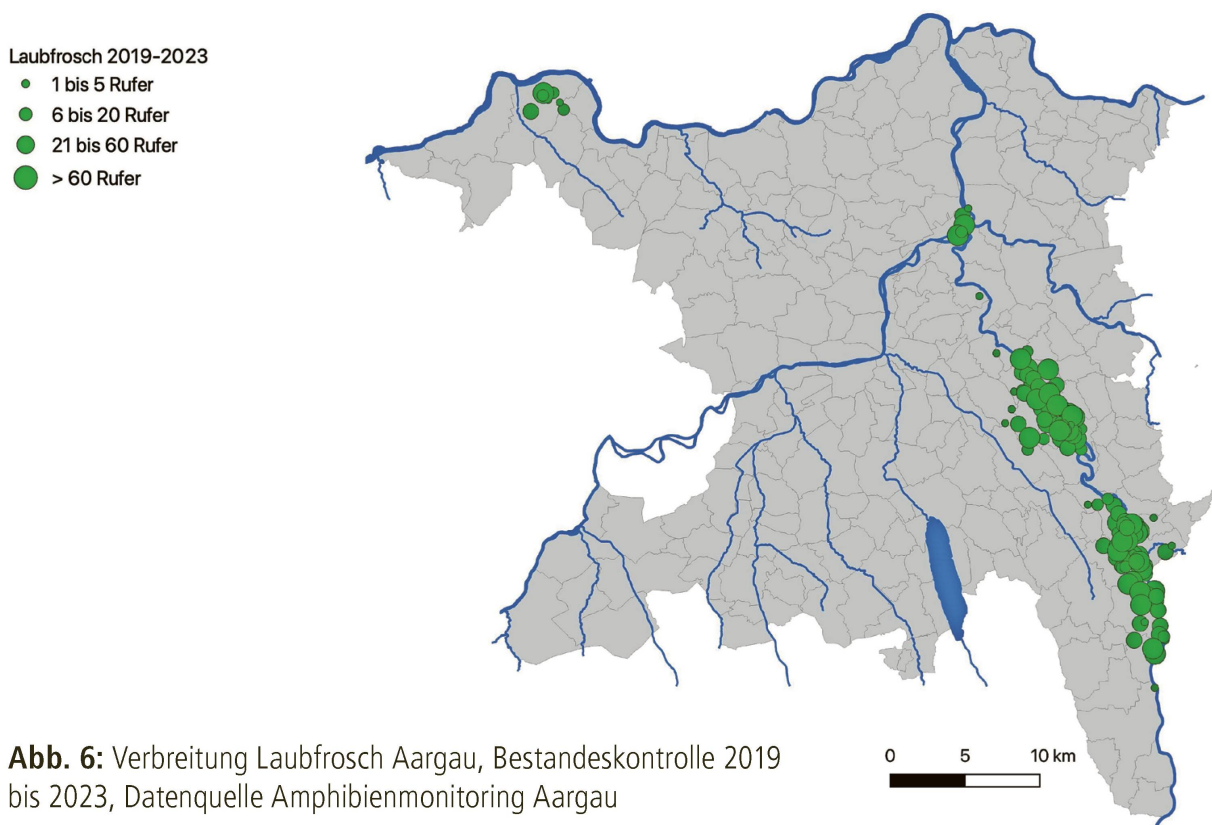 Laubfrosch 2019-2023
1 bis 5 Rufer
6 bis 20 Rufer
21 bis 60 Rufer
> 60 Rufer
0 5 10 km
Abb. 6: Verbreitung Laubfrosch Aargau, Bestandeskontrolle 2019
bis 2023, Datenquelle Amphibienmonitoring Aargau